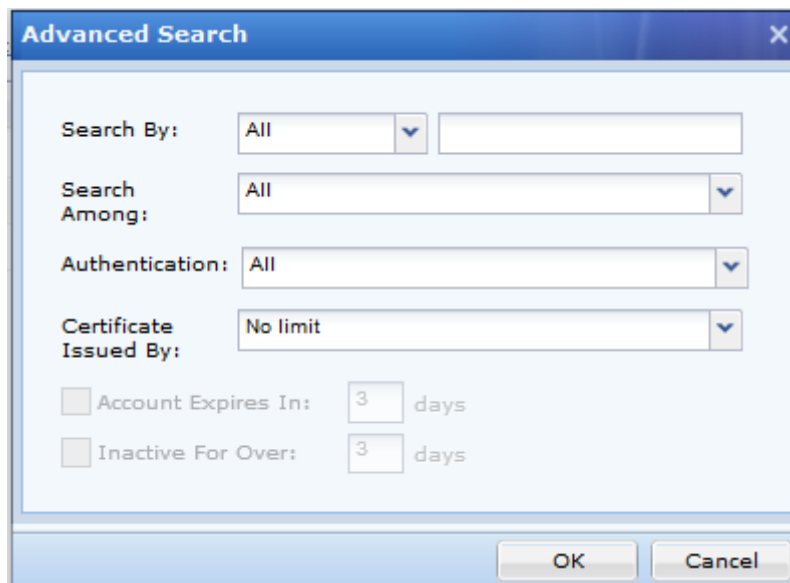 Advanced Search
Search By: All
Search Among: All
Authentication: All
Certificate Issued By: No limit
Account Expires In: 3 days
Inactive For Over: 3 days
OK Cancel